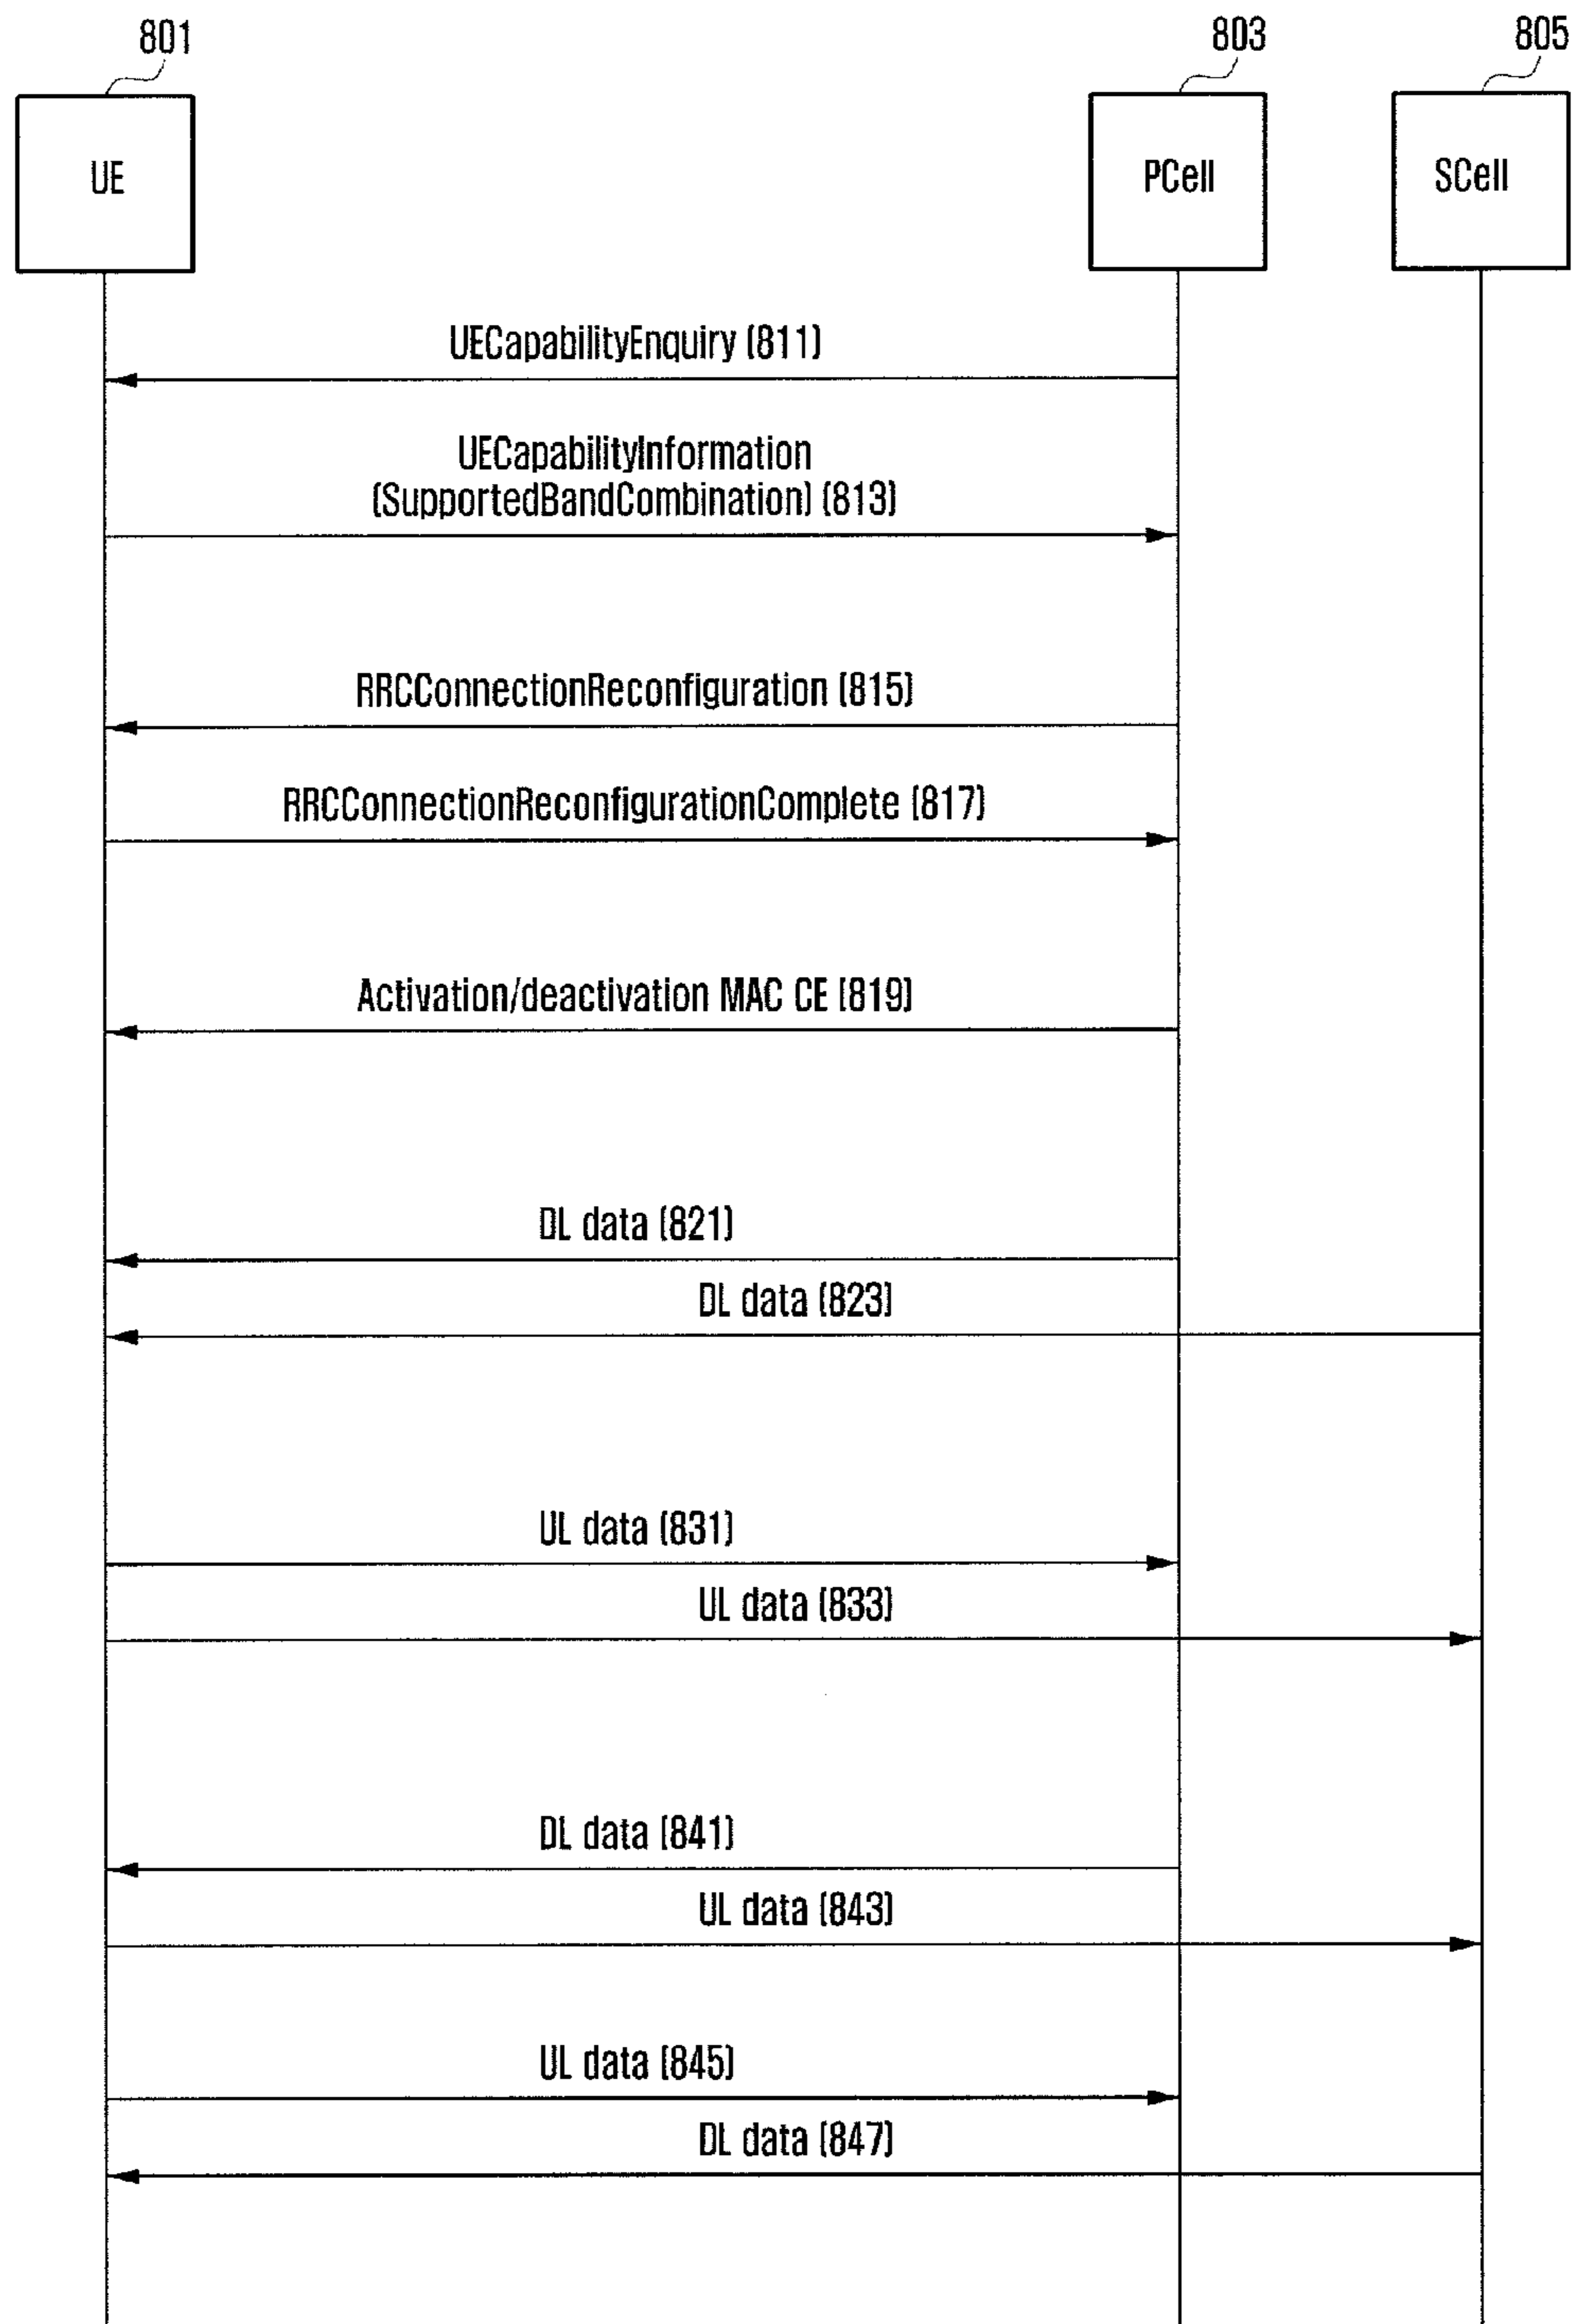 801
803
805
UE
PCell
SCell
UECapabilityEnquiry (811)
UECapabilityInformation
(SupportedBandCombination) (813)
RRCConnectionReconfiguration (815)
RRCConnectionReconfigurationComplete (817)
Activation/deactivation MAC CE (819)
DL data (821)
DL data (823)
UL data (831)
UL data (833)
DL data (841)
UL data (843)
UL data (845)
DL data (847)